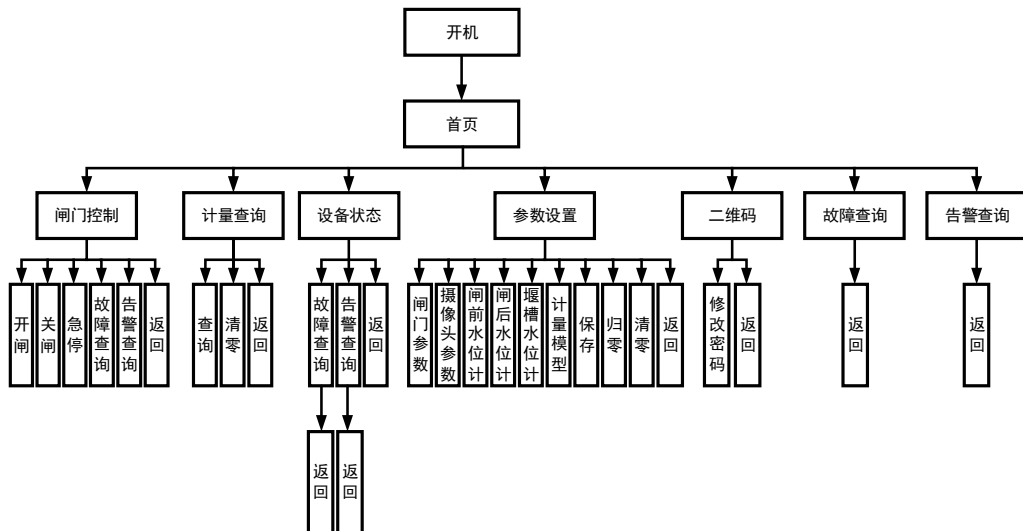 开机
首页
闸门控制
计量查询
设备状态
参数设置
二维码
故障查询
告警查询
开闸
关闸
急停
故障查询
告警查询
返回
查询
清零
返回
故障查询
告警查询
返回
闸门参数
摄像头参数
闸前水位计
闸后水位计
堰槽水位计
计量模型
保存
归零
清零
返回
修改密码
返回
返回
返回
返回
返回